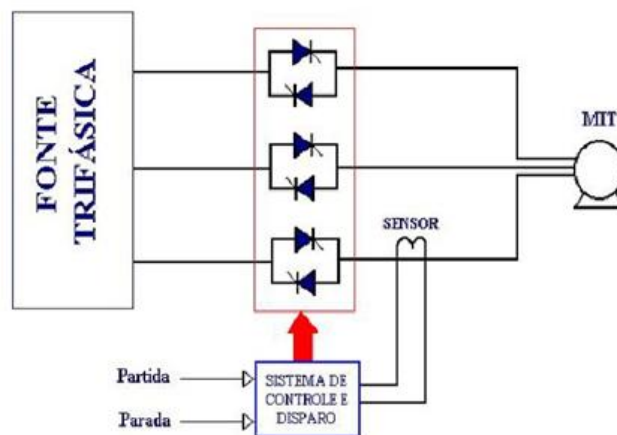 FONTE
TRIFÁSICA
MIT
SENSOR
Partida
Parada
SISTEMA DE
CONTROLE E
DISPARO